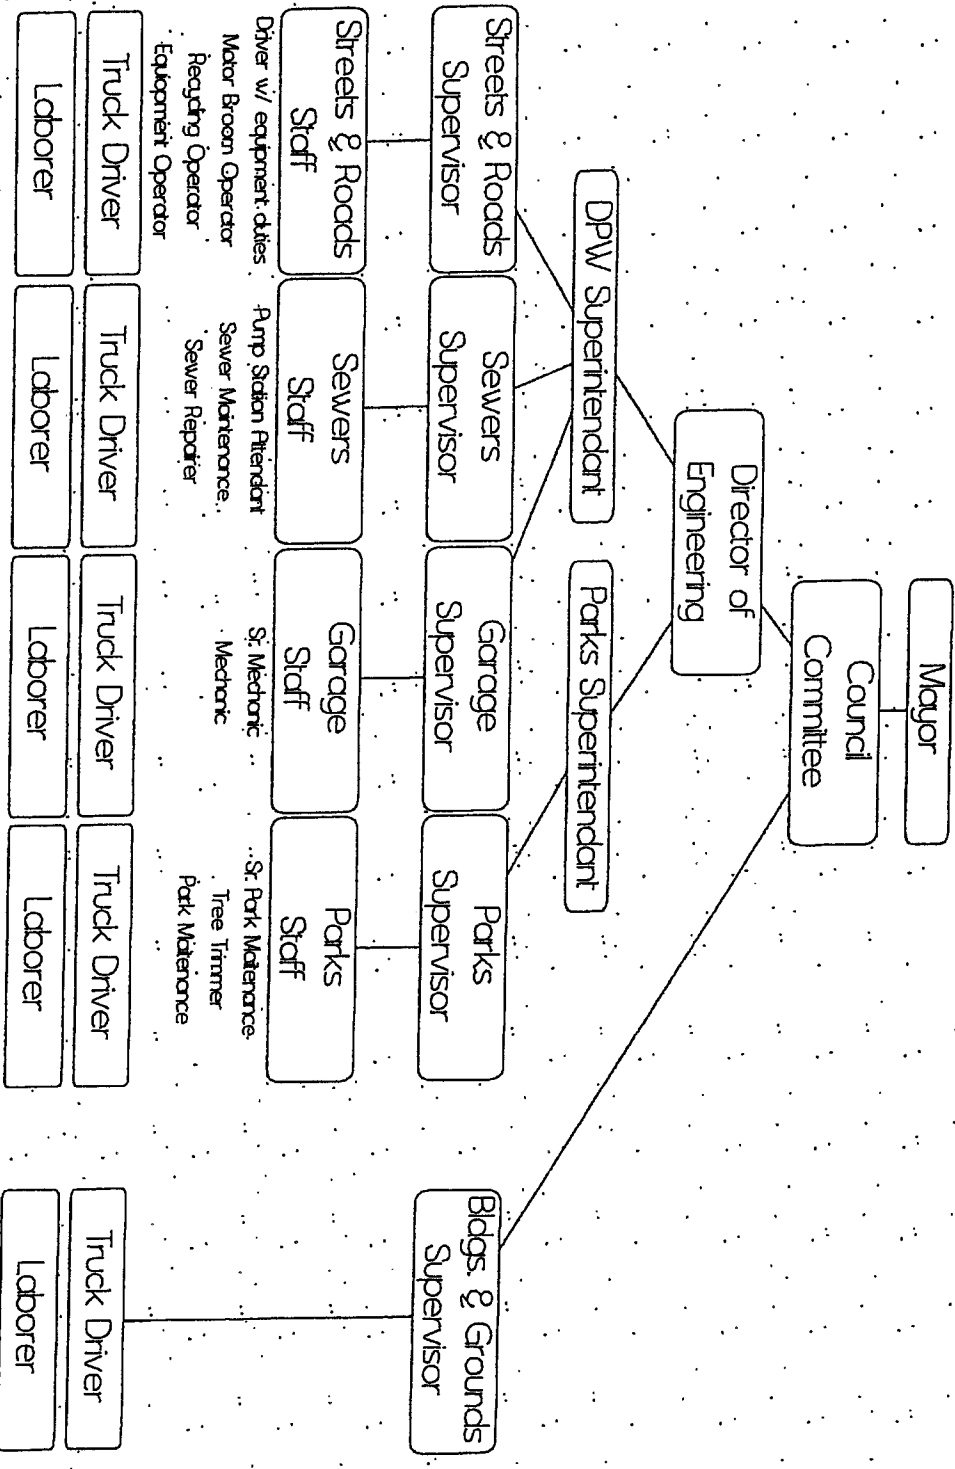 Mayor
Council
Committee
Director of
Engineering
DPW Superintendant
Parks Superintendant
Streets & Roads
Supervisor
Sewers
Supervisor
Garage
Supervisor
Parks
Supervisor
Bldgs. & Grounds
Supervisor
Streets & Roads
Staff
Sewers
Staff
Garage
Staff
Parks
Staff
Driver w/ equipment duties
Motor Broom Operator
Recycling Operator
Equiopment Operator
Pump Station Attendant
Sewer Maintenance
Sewer Repairer
Sr. Mechanic
Mechanic
Sr. Park Maitenance
Tree Trimmer
Park Maitenance
Truck Driver
Truck Driver
Truck Driver
Truck Driver
Truck Driver
Laborer
Laborer
Laborer
Laborer
Laborer